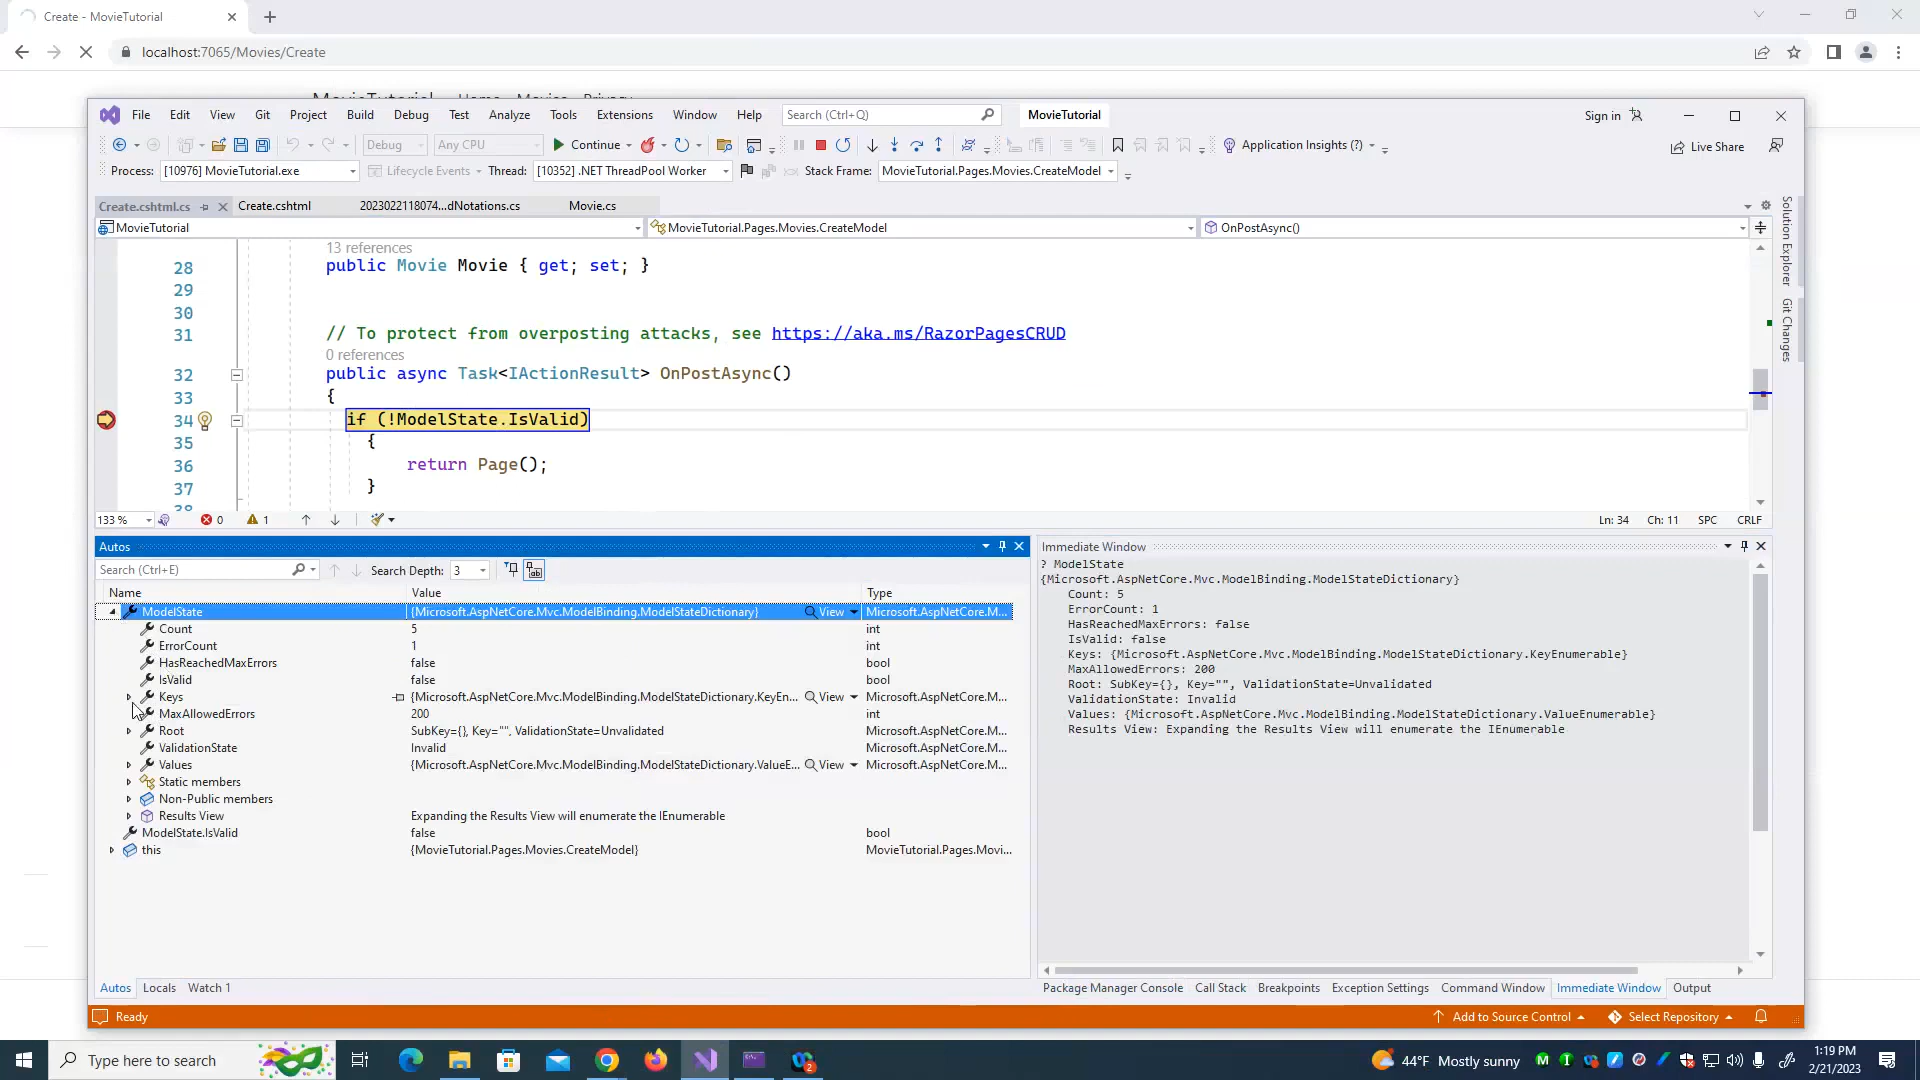 Create - MovieTutorial
localhost:7065/Movies/Create
MovieTutorial Home Movies Privacy
File Edit View Git Project Build Debug Test Analyze Tools Extensions Window Help Search (Ctrl+Q) MovieTutorial Sign in
Debug Any CPU Continue Application Insights (?) Live Share
Process: [10976] MovieTutorial.exe Lifecycle Events Thread: [10352] .NET ThreadPool Worker Stack Frame: MovieTutorial.Pages.Movies.CreateModel
Create.cshtml.cs Create.cshtml 2023022118074...dNotations.cs Movie.cs
MovieTutorial MovieTutorial.Pages.Movies.CreateModel OnPostAsync()
Solution Explorer
Git Changes
13 references
28 public Movie Movie { get; set; }
29
30
31 // To protect from overposting attacks, see https://aka.ms/RazorPagesCRUD
0 references
32 public async Task<IActionResult> OnPostAsync()
33 {
34 if (!ModelState.IsValid)
35 {
36 return Page();
37 }
38
133 % 0 1 Ln: 34 Ch: 11 SPC CRLF
Autos
Search (Ctrl+E) Search Depth: 3
Name Value Type
ModelState {Microsoft.AspNetCore.Mvc.ModelBinding.ModelStateDictionary} View Microsoft.AspNetCore.M...
Count 5 int
ErrorCount 1 int
HasReachedMaxErrors false bool
IsValid false bool
Keys {Microsoft.AspNetCore.Mvc.ModelBinding.ModelStateDictionary.KeyEn... View Microsoft.AspNetCore.M...
MaxAllowedErrors 200 int
Root SubKey={}, Key="", ValidationState=Unvalidated Microsoft.AspNetCore.M...
ValidationState Invalid Microsoft.AspNetCore.M...
Values {Microsoft.AspNetCore.Mvc.ModelBinding.ModelStateDictionary.ValueE... View Microsoft.AspNetCore.M...
Static members
Non-Public members
Results View Expanding the Results View will enumerate the IEnumerable
ModelState.IsValid false bool
this {MovieTutorial.Pages.Movies.CreateModel} MovieTutorial.Pages.Movi...
Autos Locals Watch 1
Immediate Window
? ModelState
{Microsoft.AspNetCore.Mvc.ModelBinding.ModelStateDictionary}
Count: 5
ErrorCount: 1
HasReachedMaxErrors: false
IsValid: false
Keys: {Microsoft.AspNetCore.Mvc.ModelBinding.ModelStateDictionary.KeyEnumerable}
MaxAllowedErrors: 200
Root: SubKey={}, Key="", ValidationState=Unvalidated
ValidationState: Invalid
Values: {Microsoft.AspNetCore.Mvc.ModelBinding.ModelStateDictionary.ValueEnumerable}
Results View: Expanding the Results View will enumerate the IEnumerable
Package Manager Console Call Stack Breakpoints Exception Settings Command Window Immediate Window Output
Ready Add to Source Control Select Repository
Type here to search 2 44°F Mostly sunny 1:19 PM
2/21/2023